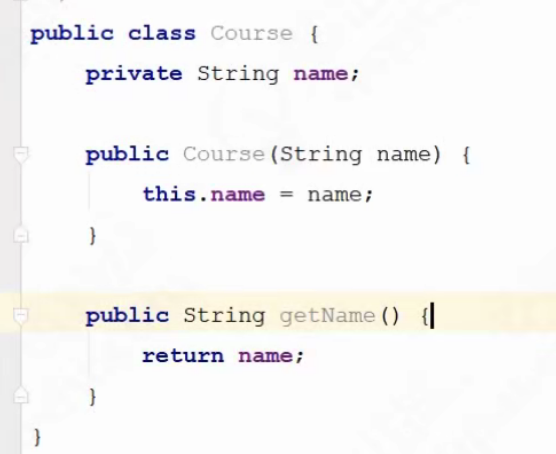 public class Course {
    private String name;

    public Course(String name) {
        this.name = name;
    }

    public String getName() {
        return name;
    }
}